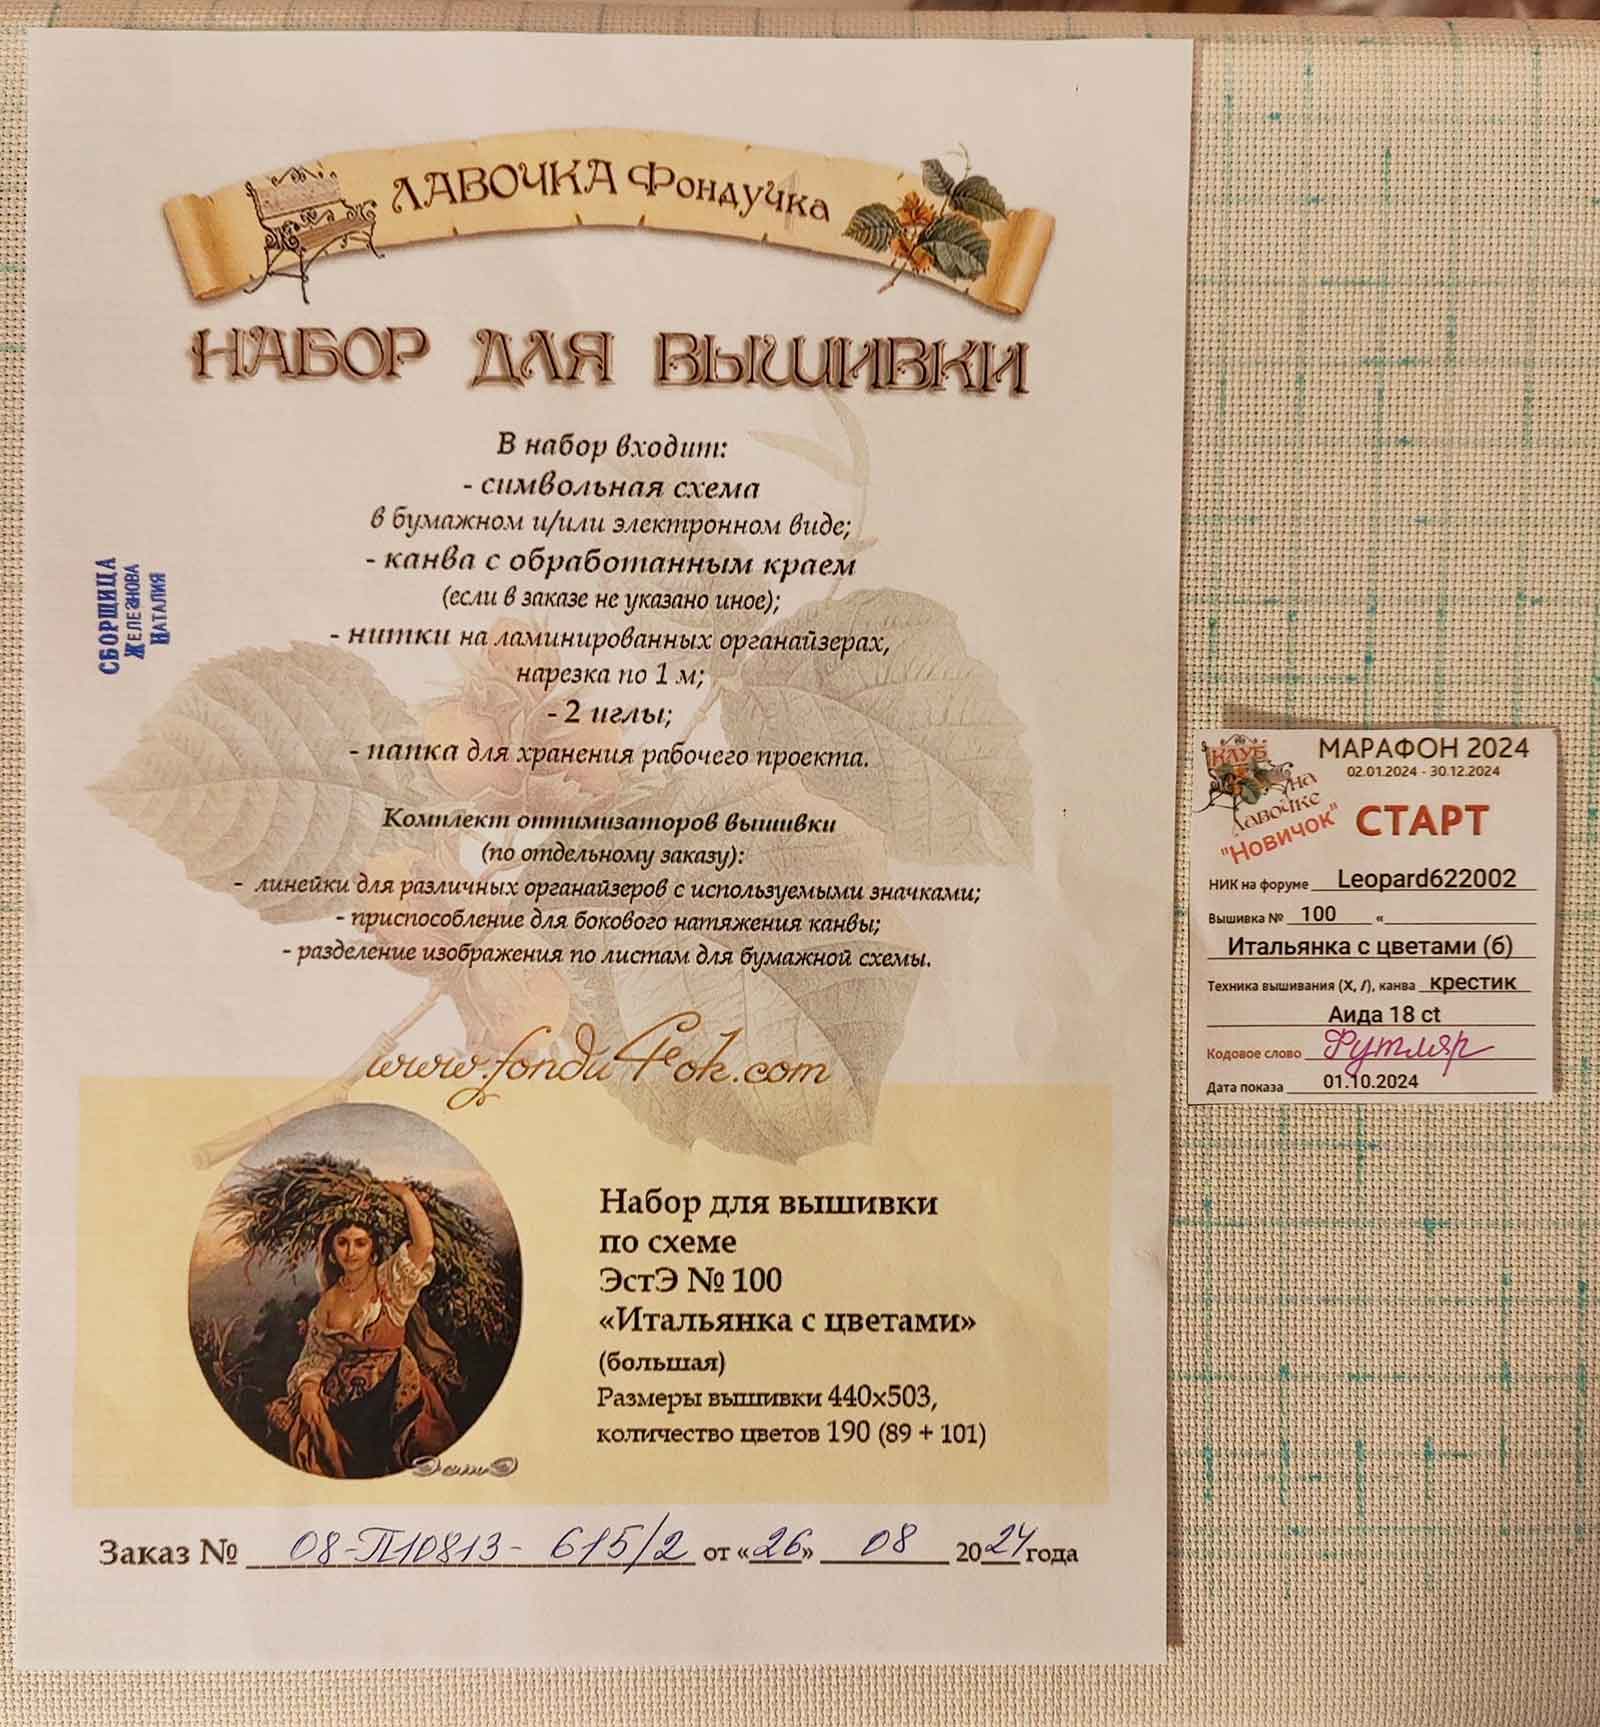 ЛАВОЧКА Фондучка
НАБОР ДЛЯ ВЫШИВКИ
В набор входит:
- символьная схема
в бумажном и/или электронном виде;
- канва с обработанным краем
(если в заказе не указано иное);
- нитки на ламинированных органайзерах,
нарезка по 1 м;
- 2 иглы;
- папка для хранения рабочего проекта.
Комплект оптимизаторов вышивки
(по отдельному заказу):
- линейки для различных органайзеров с используемыми значками;
- приспособление для бокового натяжения канвы;
- разделение изображения по листам для бумажной схемы.
www.fondu4ok.com
СБОРЩИЦА
ЖЕЛЕЗНОВА
НАТАЛИЯ
Набор для вышивки
по схеме
ЭстЭ № 100
«Итальянка с цветами»
(большая)
Размеры вышивки 440х503,
количество цветов 190 (89 + 101)
ЭстЭ
Заказ № 08-П10813- 615/2 от «26» 08 2024 года
КЛУБ
на
лавочке
"Новичок"
МАРАФОН 2024
02.01.2024 - 30.12.2024
СТАРТ
НИК на форуме Leopard622002
Вышивка № 100 «
Итальянка с цветами (б)
Техника вышивания (X, /), канва крестик
Аида 18 ct
Кодовое слово Футляр
Дата показа 01.10.2024